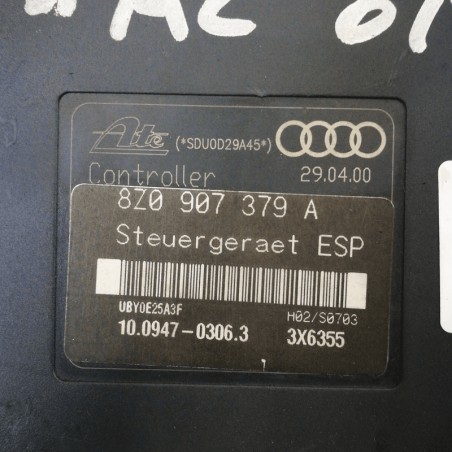 Ate (*SDU0D29A45*)
Controller 29.04.00
8Z0 907 379 A
Steuergeraet ESP
UBY0E25A3F H02/S0703
10.0947-0306.3 3X6355